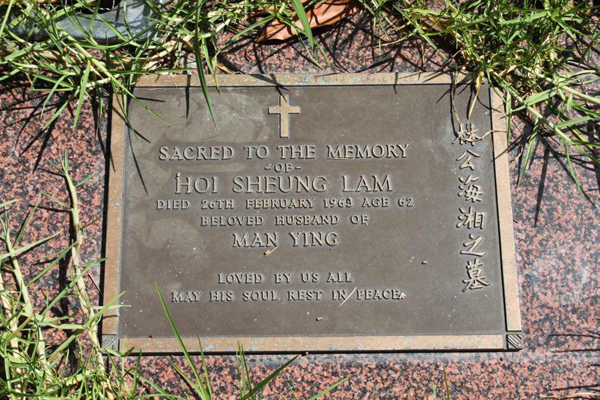 SACRED TO THE MEMORY
-OF-
HOI SHEUNG LAM
DIED 26TH FEBRUARY 1963 AGE 62
BELOVED HUSBAND OF
MAN YING
LOVED BY US ALL
MAY HIS SOUL REST IN PEACE.
林公海湘之墓